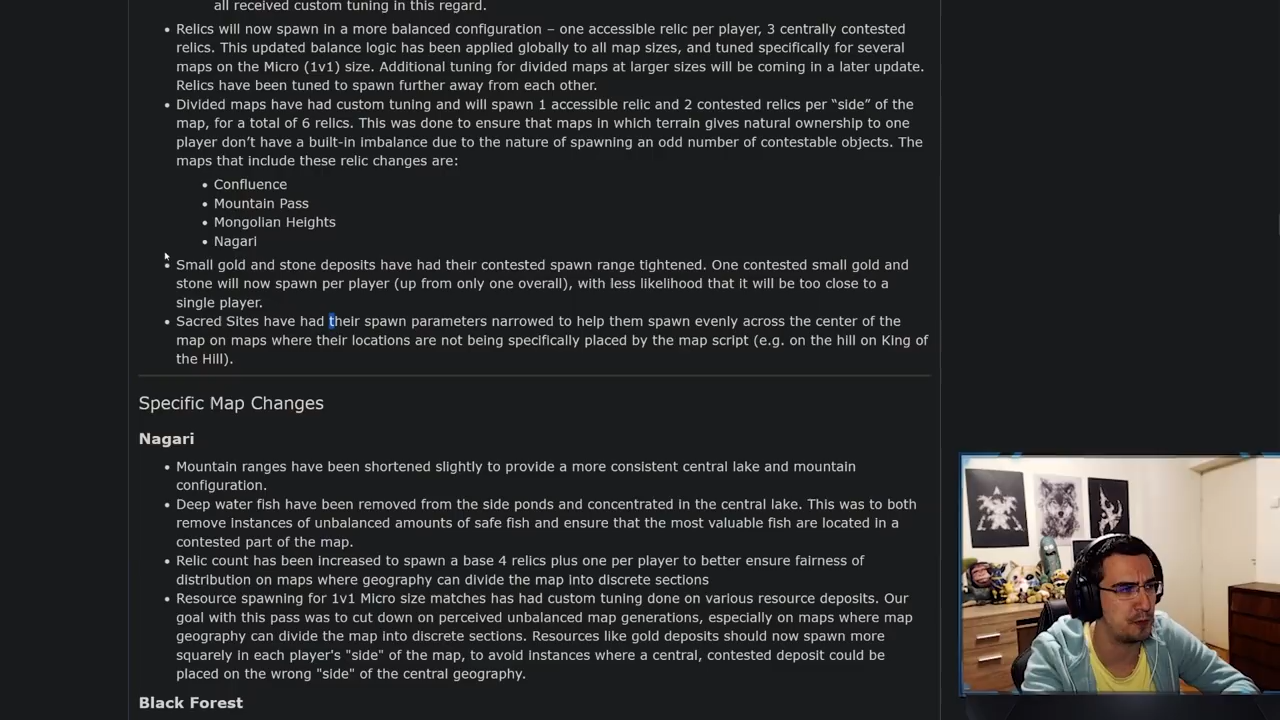 all received custom tuning in this regard.
• Relics will now spawn in a more balanced configuration – one accessible relic per player, 3 centrally contested
relics. This updated balance logic has been applied globally to all map sizes, and tuned specifically for several
maps on the Micro (1v1) size. Additional tuning for divided maps at larger sizes will be coming in a later update.
Relics have been tuned to spawn further away from each other.
• Divided maps have had custom tuning and will spawn 1 accessible relic and 2 contested relics per “side” of the
map, for a total of 6 relics. This was done to ensure that maps in which terrain gives natural ownership to one
player don’t have a built-in imbalance due to the nature of spawning an odd number of contestable objects. The
maps that include these relic changes are:
• Confluence
• Mountain Pass
• Mongolian Heights
• Nagari
• Small gold and stone deposits have had their contested spawn range tightened. One contested small gold and
stone will now spawn per player (up from only one overall), with less likelihood that it will be too close to a
single player.
• Sacred Sites have had their spawn parameters narrowed to help them spawn evenly across the center of the
map on maps where their locations are not being specifically placed by the map script (e.g. on the hill on King of
the Hill).
Specific Map Changes
Nagari
• Mountain ranges have been shortened slightly to provide a more consistent central lake and mountain
configuration.
• Deep water fish have been removed from the side ponds and concentrated in the central lake. This was to both
remove instances of unbalanced amounts of safe fish and ensure that the most valuable fish are located in a
contested part of the map.
• Relic count has been increased to spawn a base 4 relics plus one per player to better ensure fairness of
distribution on maps where geography can divide the map into discrete sections
• Resource spawning for 1v1 Micro size matches has had custom tuning done on various resource deposits. Our
goal with this pass was to cut down on perceived unbalanced map generations, especially on maps where map
geography can divide the map into discrete sections. Resources like gold deposits should now spawn more
squarely in each player's "side" of the map, to avoid instances where a central, contested deposit could be
placed on the wrong "side" of the central geography.
Black Forest